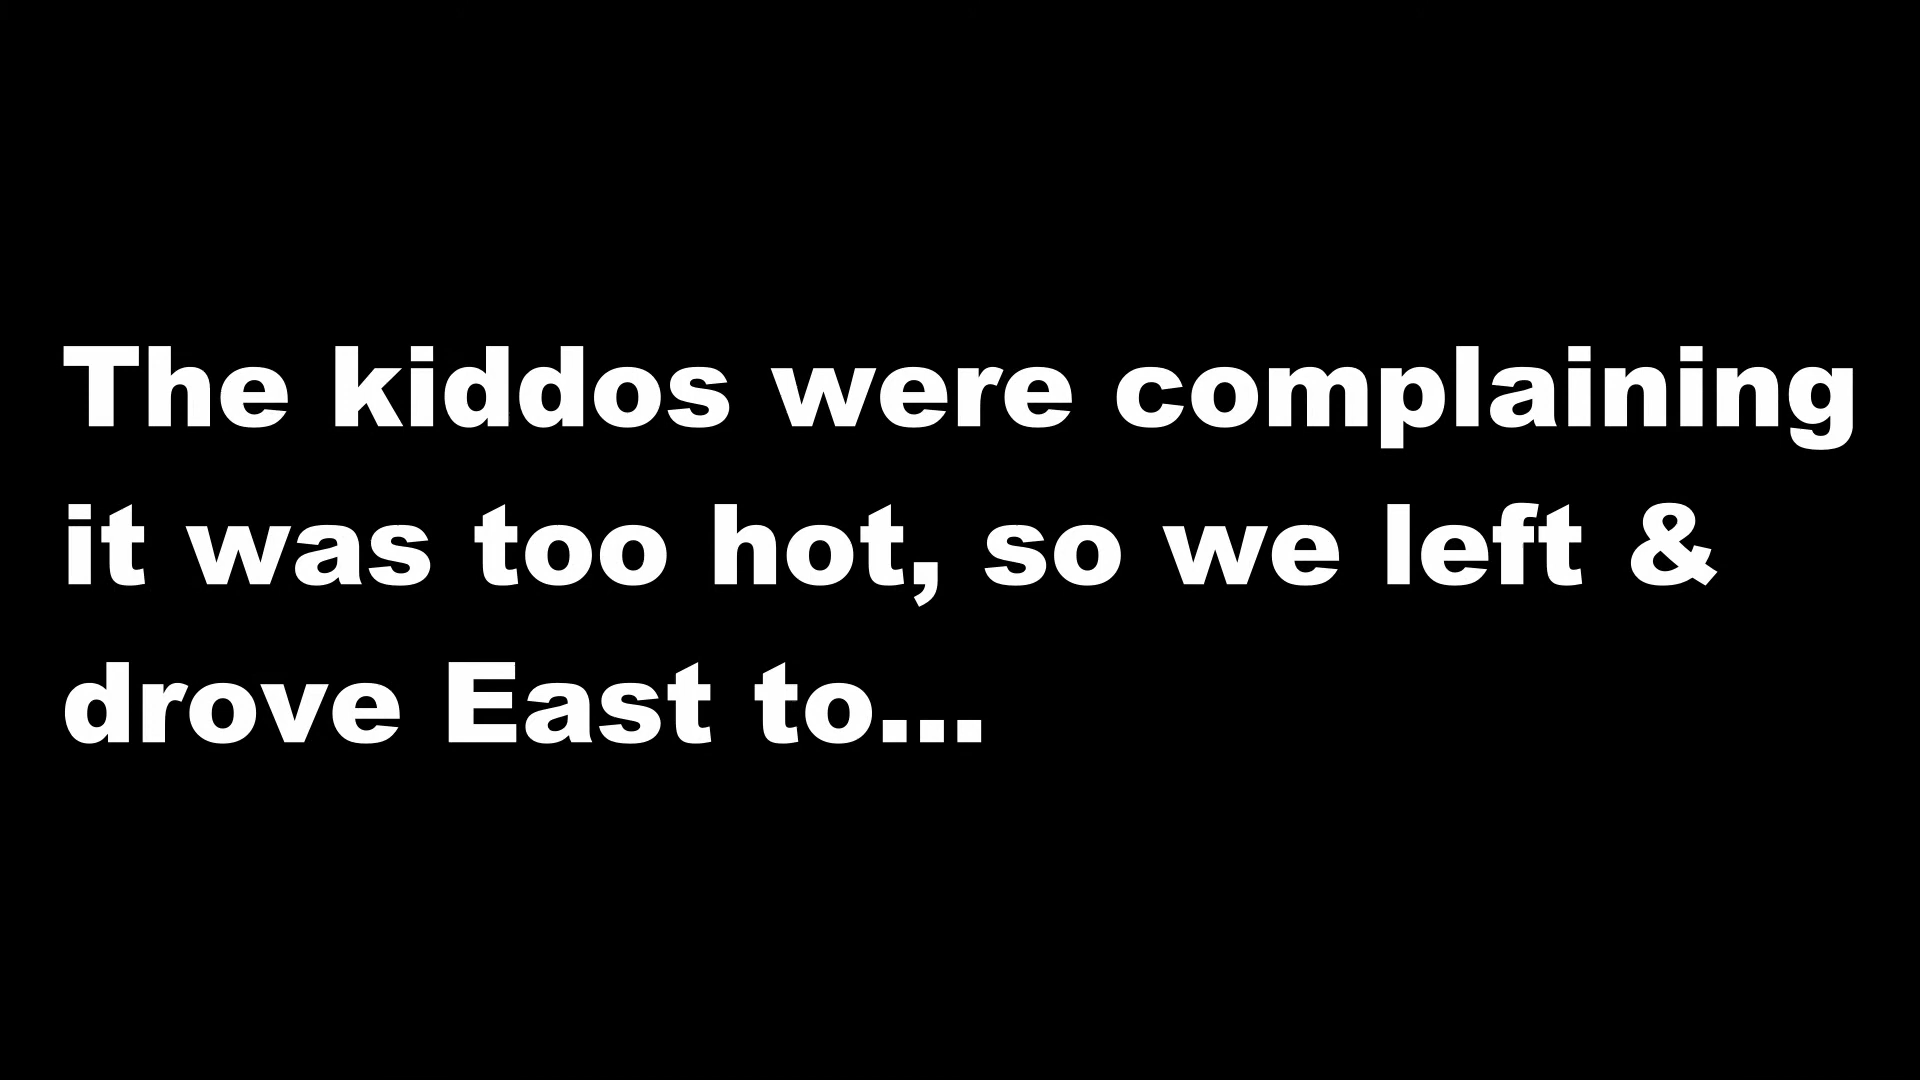 The kiddos were complaining
it was too hot, so we left &
drove East to...